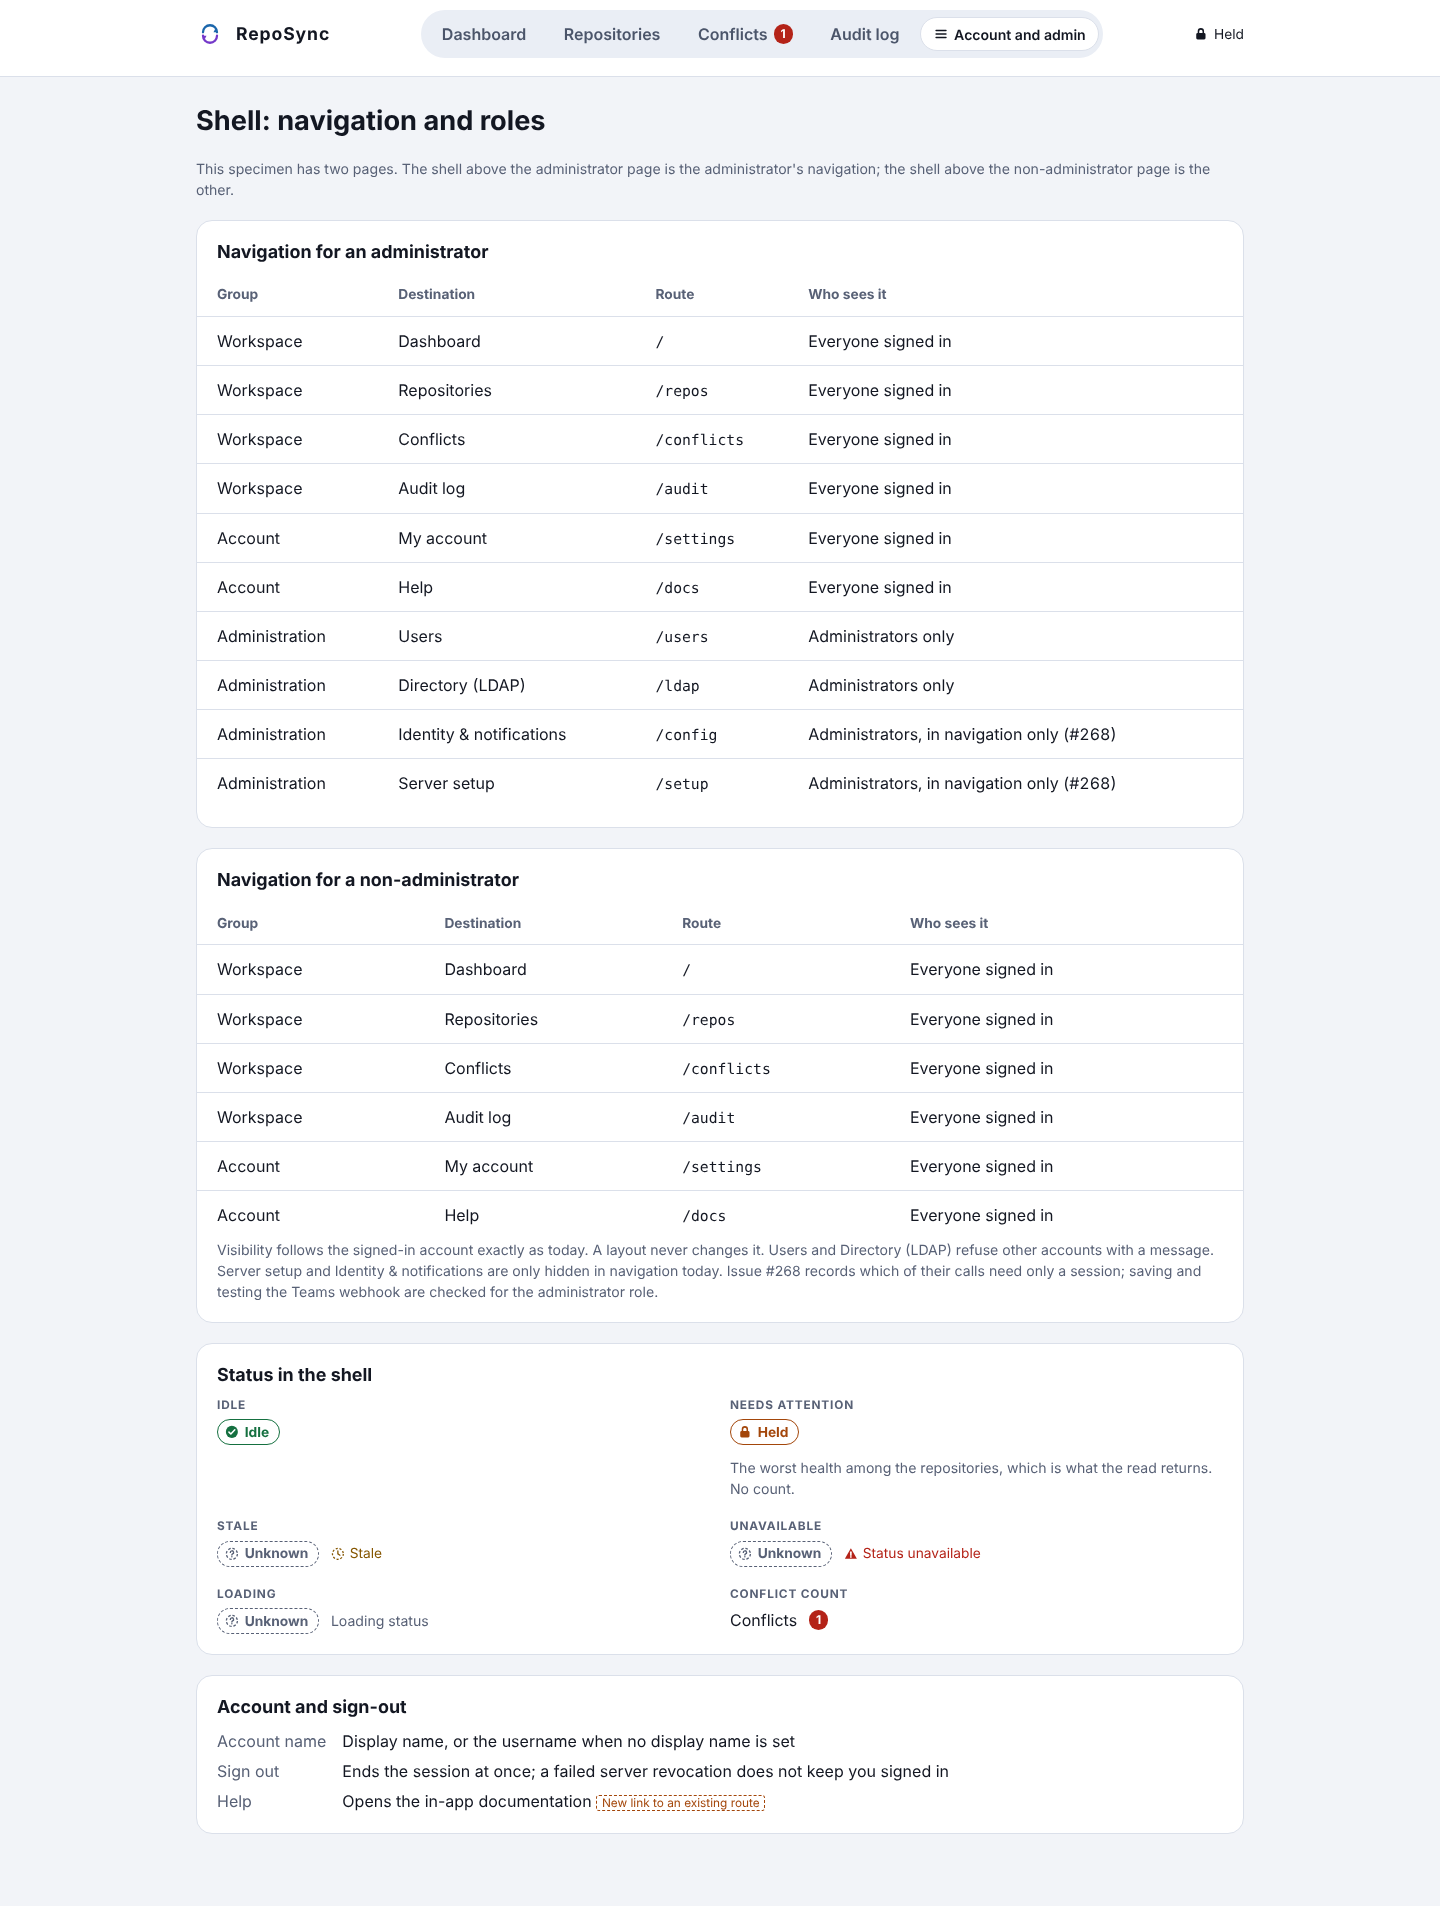 RepoSync
Dashboard Repositories Conflicts 1 Audit log Account and admin
Held
Shell: navigation and roles
This specimen has two pages. The shell above the administrator page is the administrator's navigation; the shell above the non-administrator page is the
other.
Navigation for an administrator
Group Destination Route Who sees it
Workspace Dashboard / Everyone signed in
Workspace Repositories /repos Everyone signed in
Workspace Conflicts /conflicts Everyone signed in
Workspace Audit log /audit Everyone signed in
Account My account /settings Everyone signed in
Account Help /docs Everyone signed in
Administration Users /users Administrators only
Administration Directory (LDAP) /ldap Administrators only
Administration Identity & notifications /config Administrators, in navigation only (#268)
Administration Server setup /setup Administrators, in navigation only (#268)
Navigation for a non-administrator
Group Destination Route Who sees it
Workspace Dashboard / Everyone signed in
Workspace Repositories /repos Everyone signed in
Workspace Conflicts /conflicts Everyone signed in
Workspace Audit log /audit Everyone signed in
Account My account /settings Everyone signed in
Account Help /docs Everyone signed in
Visibility follows the signed-in account exactly as today. A layout never changes it. Users and Directory (LDAP) refuse other accounts with a message.
Server setup and Identity & notifications are only hidden in navigation today. Issue #268 records which of their calls need only a session; saving and
testing the Teams webhook are checked for the administrator role.
Status in the shell
IDLE
Idle
NEEDS ATTENTION
Held
The worst health among the repositories, which is what the read returns.
No count.
STALE
Unknown Stale
UNAVAILABLE
Unknown Status unavailable
LOADING
Unknown Loading status
CONFLICT COUNT
Conflicts 1
Account and sign-out
Account name Display name, or the username when no display name is set
Sign out Ends the session at once; a failed server revocation does not keep you signed in
Help Opens the in-app documentation New link to an existing route